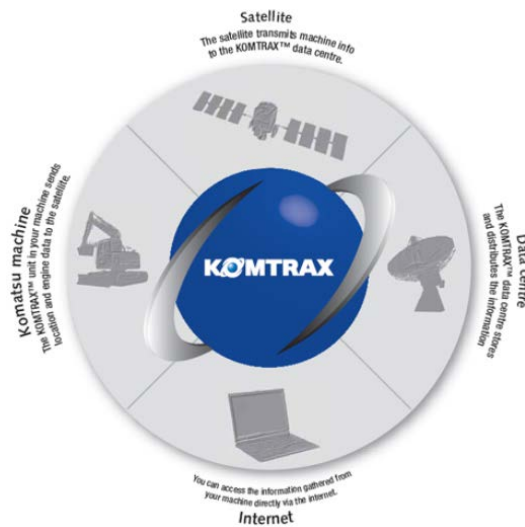 Satellite
The satellite transmits machine info
to the KOMTRAX™ data centre.
Komatsu machine
The KOMTRAX™ unit in your machine sends
location and engine data to the satellite.
KOMTRAX
Data centre
The KOMTRAX™ data centre stores
and distributes the information
You can access the information gathered from
your machine directly via the internet.
Internet